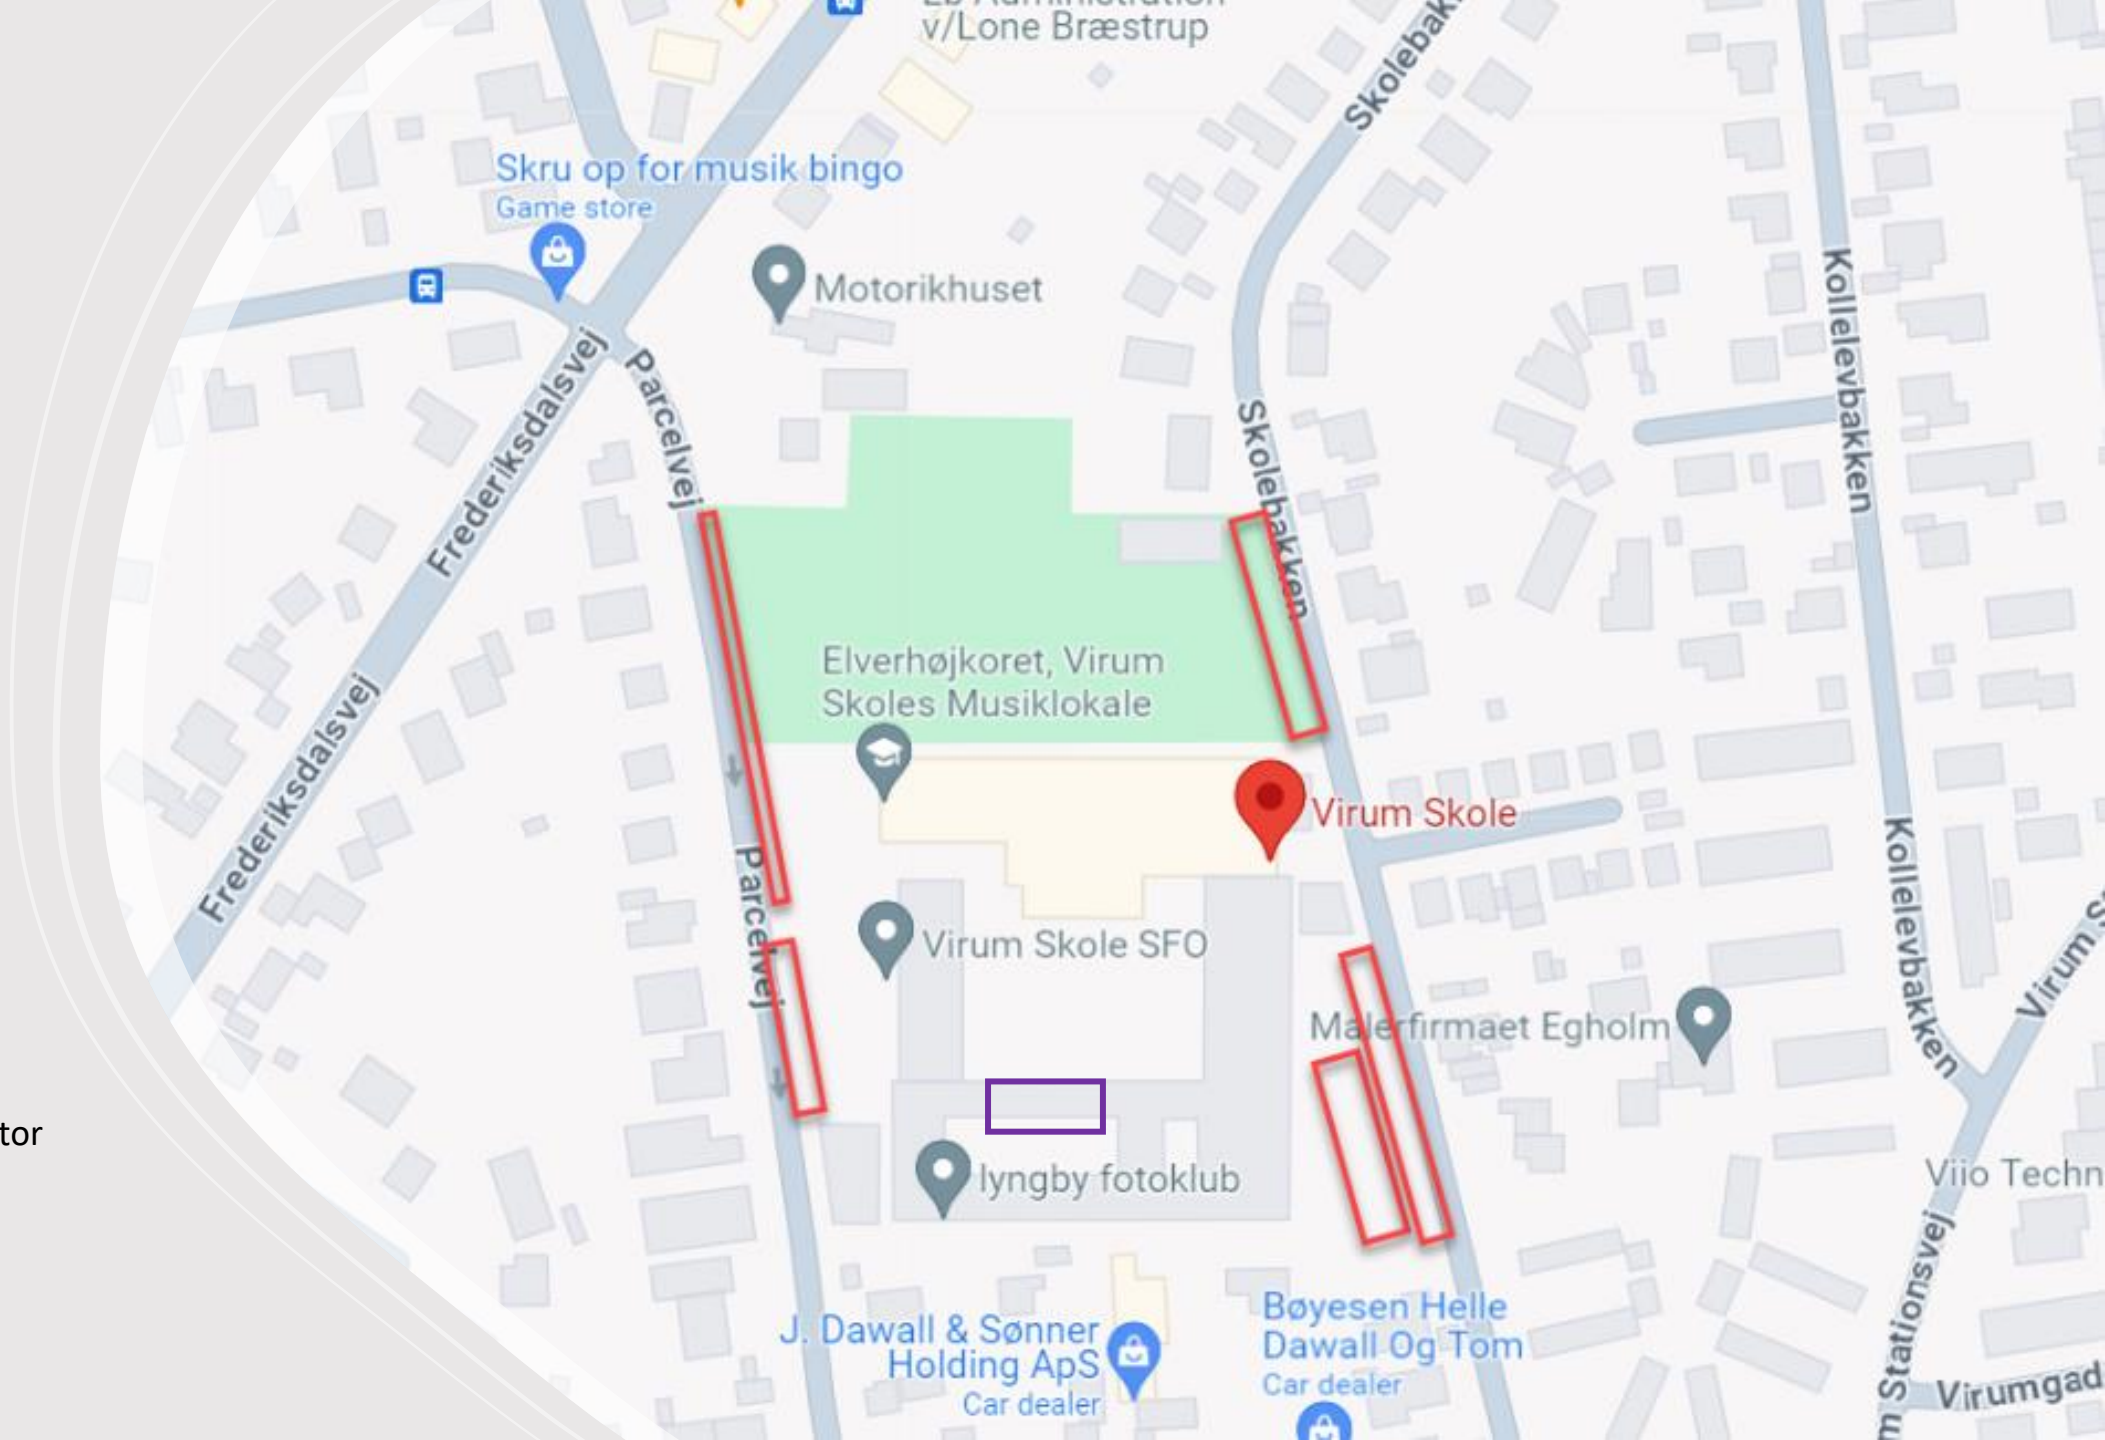 v/Lone Bræstrup
Skolebak
Skru op for musik bingo
Game store
Motorikhuset
Kollelevbakken
Frederiksdalsvej
Parcelvej
Skolebakken
Elverhøjkoret, Virum
Skoles Musiklokale
Frederiksdalsvej
Virum Skole
Parcelvej
Kollelevbakken
Virum S
Virum Skole SFO
Malerfirmaet Egholm
tor
lyngby fotoklub
Viio Techn
J. Dawall & Sønner
Holding ApS
Car dealer
Bøyesen Helle
Dawall Og Tom
Car dealer
m Stationsvej
Virumgad